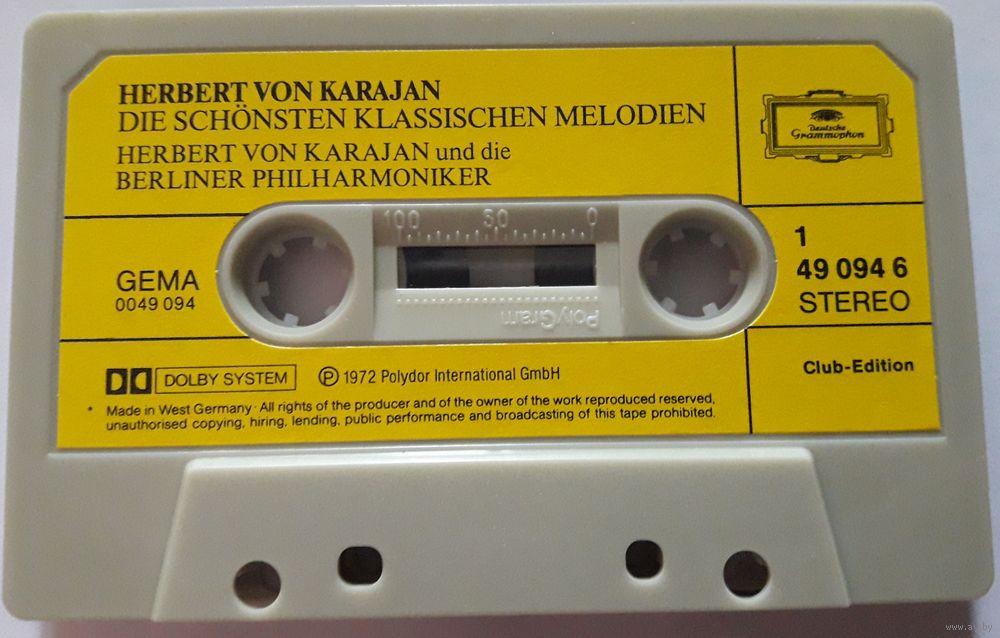 HERBERT VON KARAJAN
DIE SCHÖNSTEN KLASSISCHEN MELODIEN
HERBERT VON KARAJAN und die
BERLINER PHILHARMONIKER
Deutsche
Grammophon
100 50 0
PolyGram
GEMA
0049 094
1
49 094 6
STEREO
DOLBY SYSTEM
℗ 1972 Polydor International GmbH
Club-Edition
* Made in West Germany · All rights of the producer and of the owner of the work reproduced reserved,
unauthorised copying, hiring, lending, public performance and broadcasting of this tape prohibited.
www.ay.by